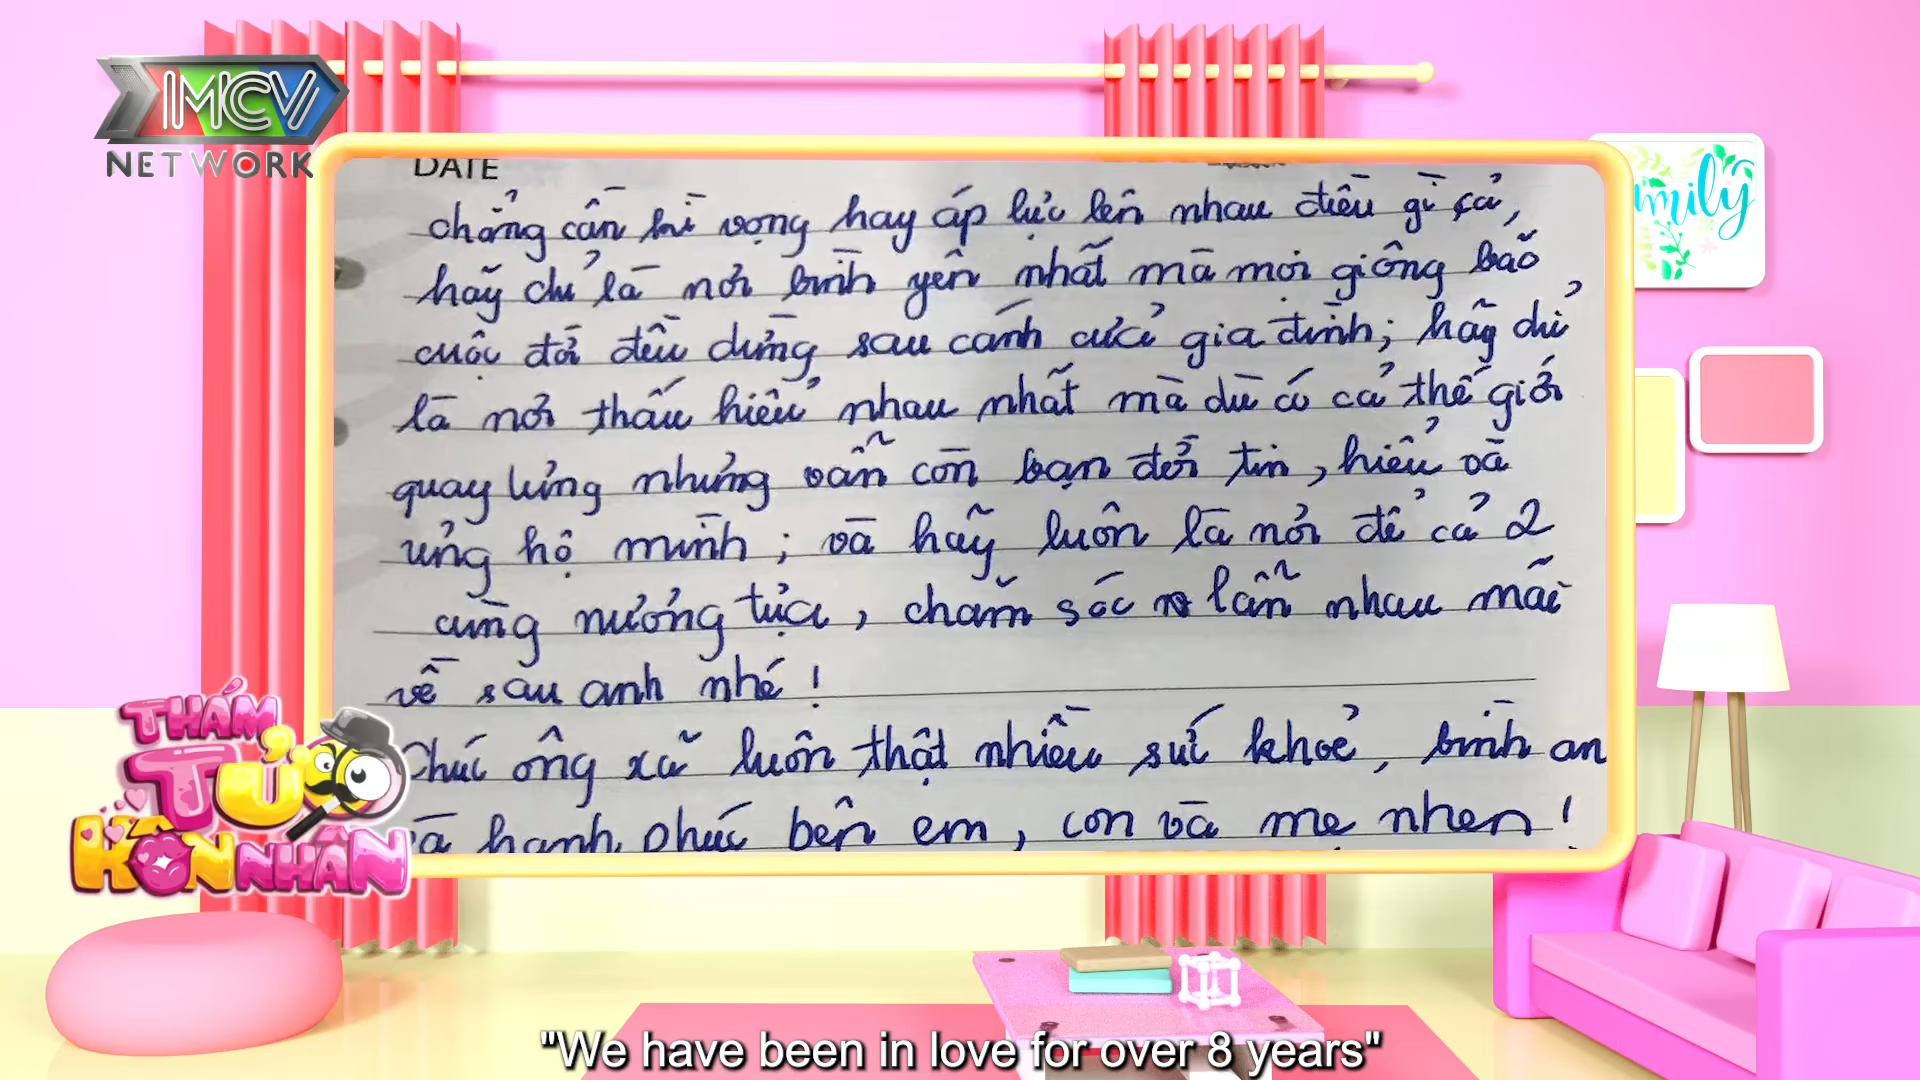 MCV
NETWORK
DATE
mily
chẳng cần kì vọng hay áp lực lên nhau điều gì cả,
hãy chỉ là nơi bình yên nhất mà mọi giông bão
cuộc đời đều dừng sau cánh cửa gia đình; hãy chỉ
là nơi thấu hiểu nhau nhất mà dù có cả thế giới
quay lưng nhưng vẫn còn bạn đời tin, hiểu và
ủng hộ mình; và hãy luôn là nơi để cả 2
cùng nương tựa, chăm sóc lẫn nhau mãi
về sau anh nhé!
Chúc ông xã luôn thật nhiều sức khoẻ, bình an
và hạnh phúc bên em, con và mẹ nhen!
THÁM
TỬ
HÔN NHÂN
"We have been in love for over 8 years"